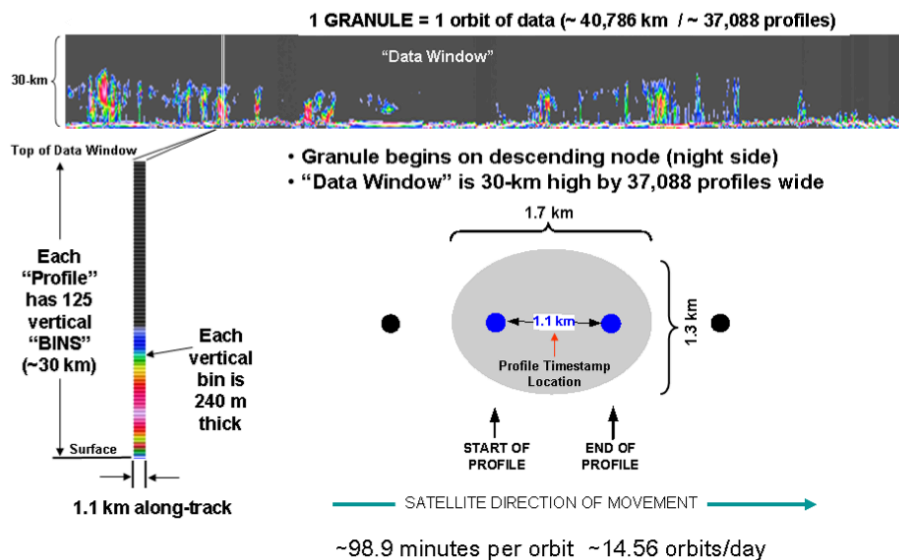 1 GRANULE = 1 orbit of data (~ 40,786 km / ~ 37,088 profiles)
“Data Window”
30-km
Top of Data Window
• Granule begins on descending node (night side)
• “Data Window” is 30-km high by 37,088 profiles wide
Each
“Profile”
has 125
vertical
“BINS”
(~30 km)
Each
vertical
bin is
240 m
thick
Surface
1.1 km along-track
1.7 km
1.1 km
1.3 km
Profile Timestamp
Location
START OF
PROFILE
END OF
PROFILE
SATELLITE DIRECTION OF MOVEMENT
~98.9 minutes per orbit ~14.56 orbits/day